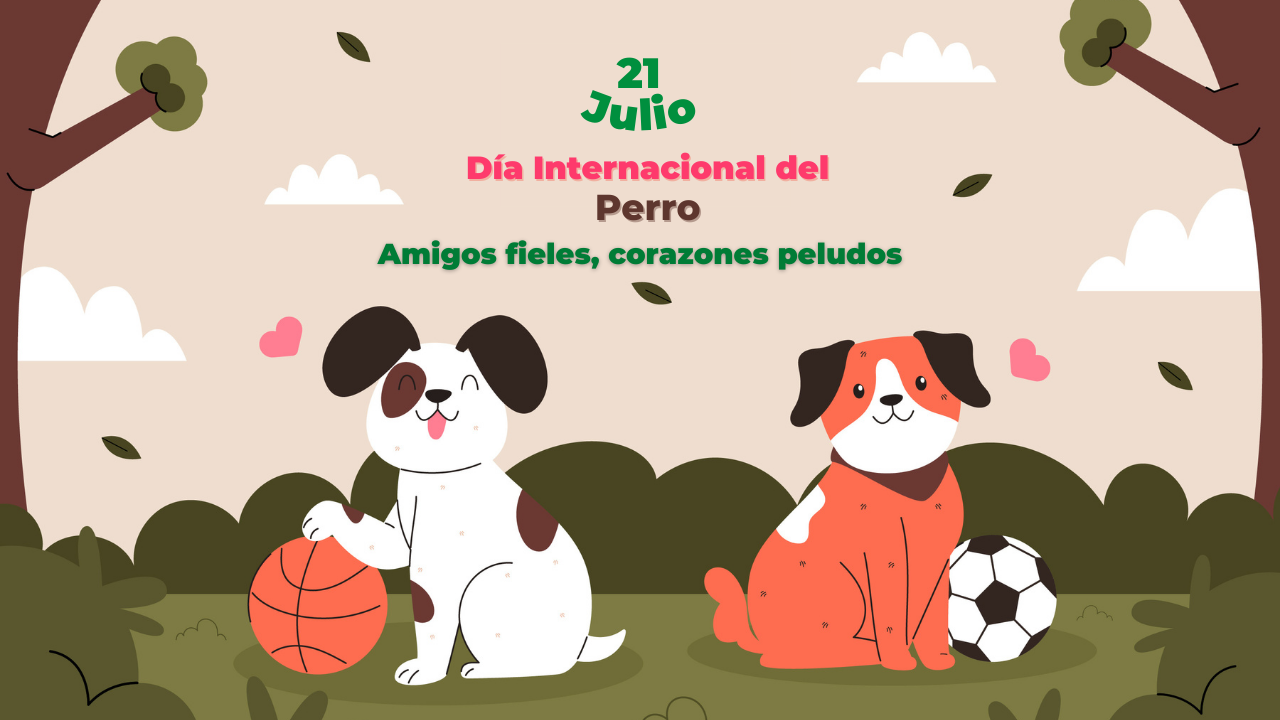 21
Julio
Día Internacional del
Perro
Amigos fieles, corazones peludos